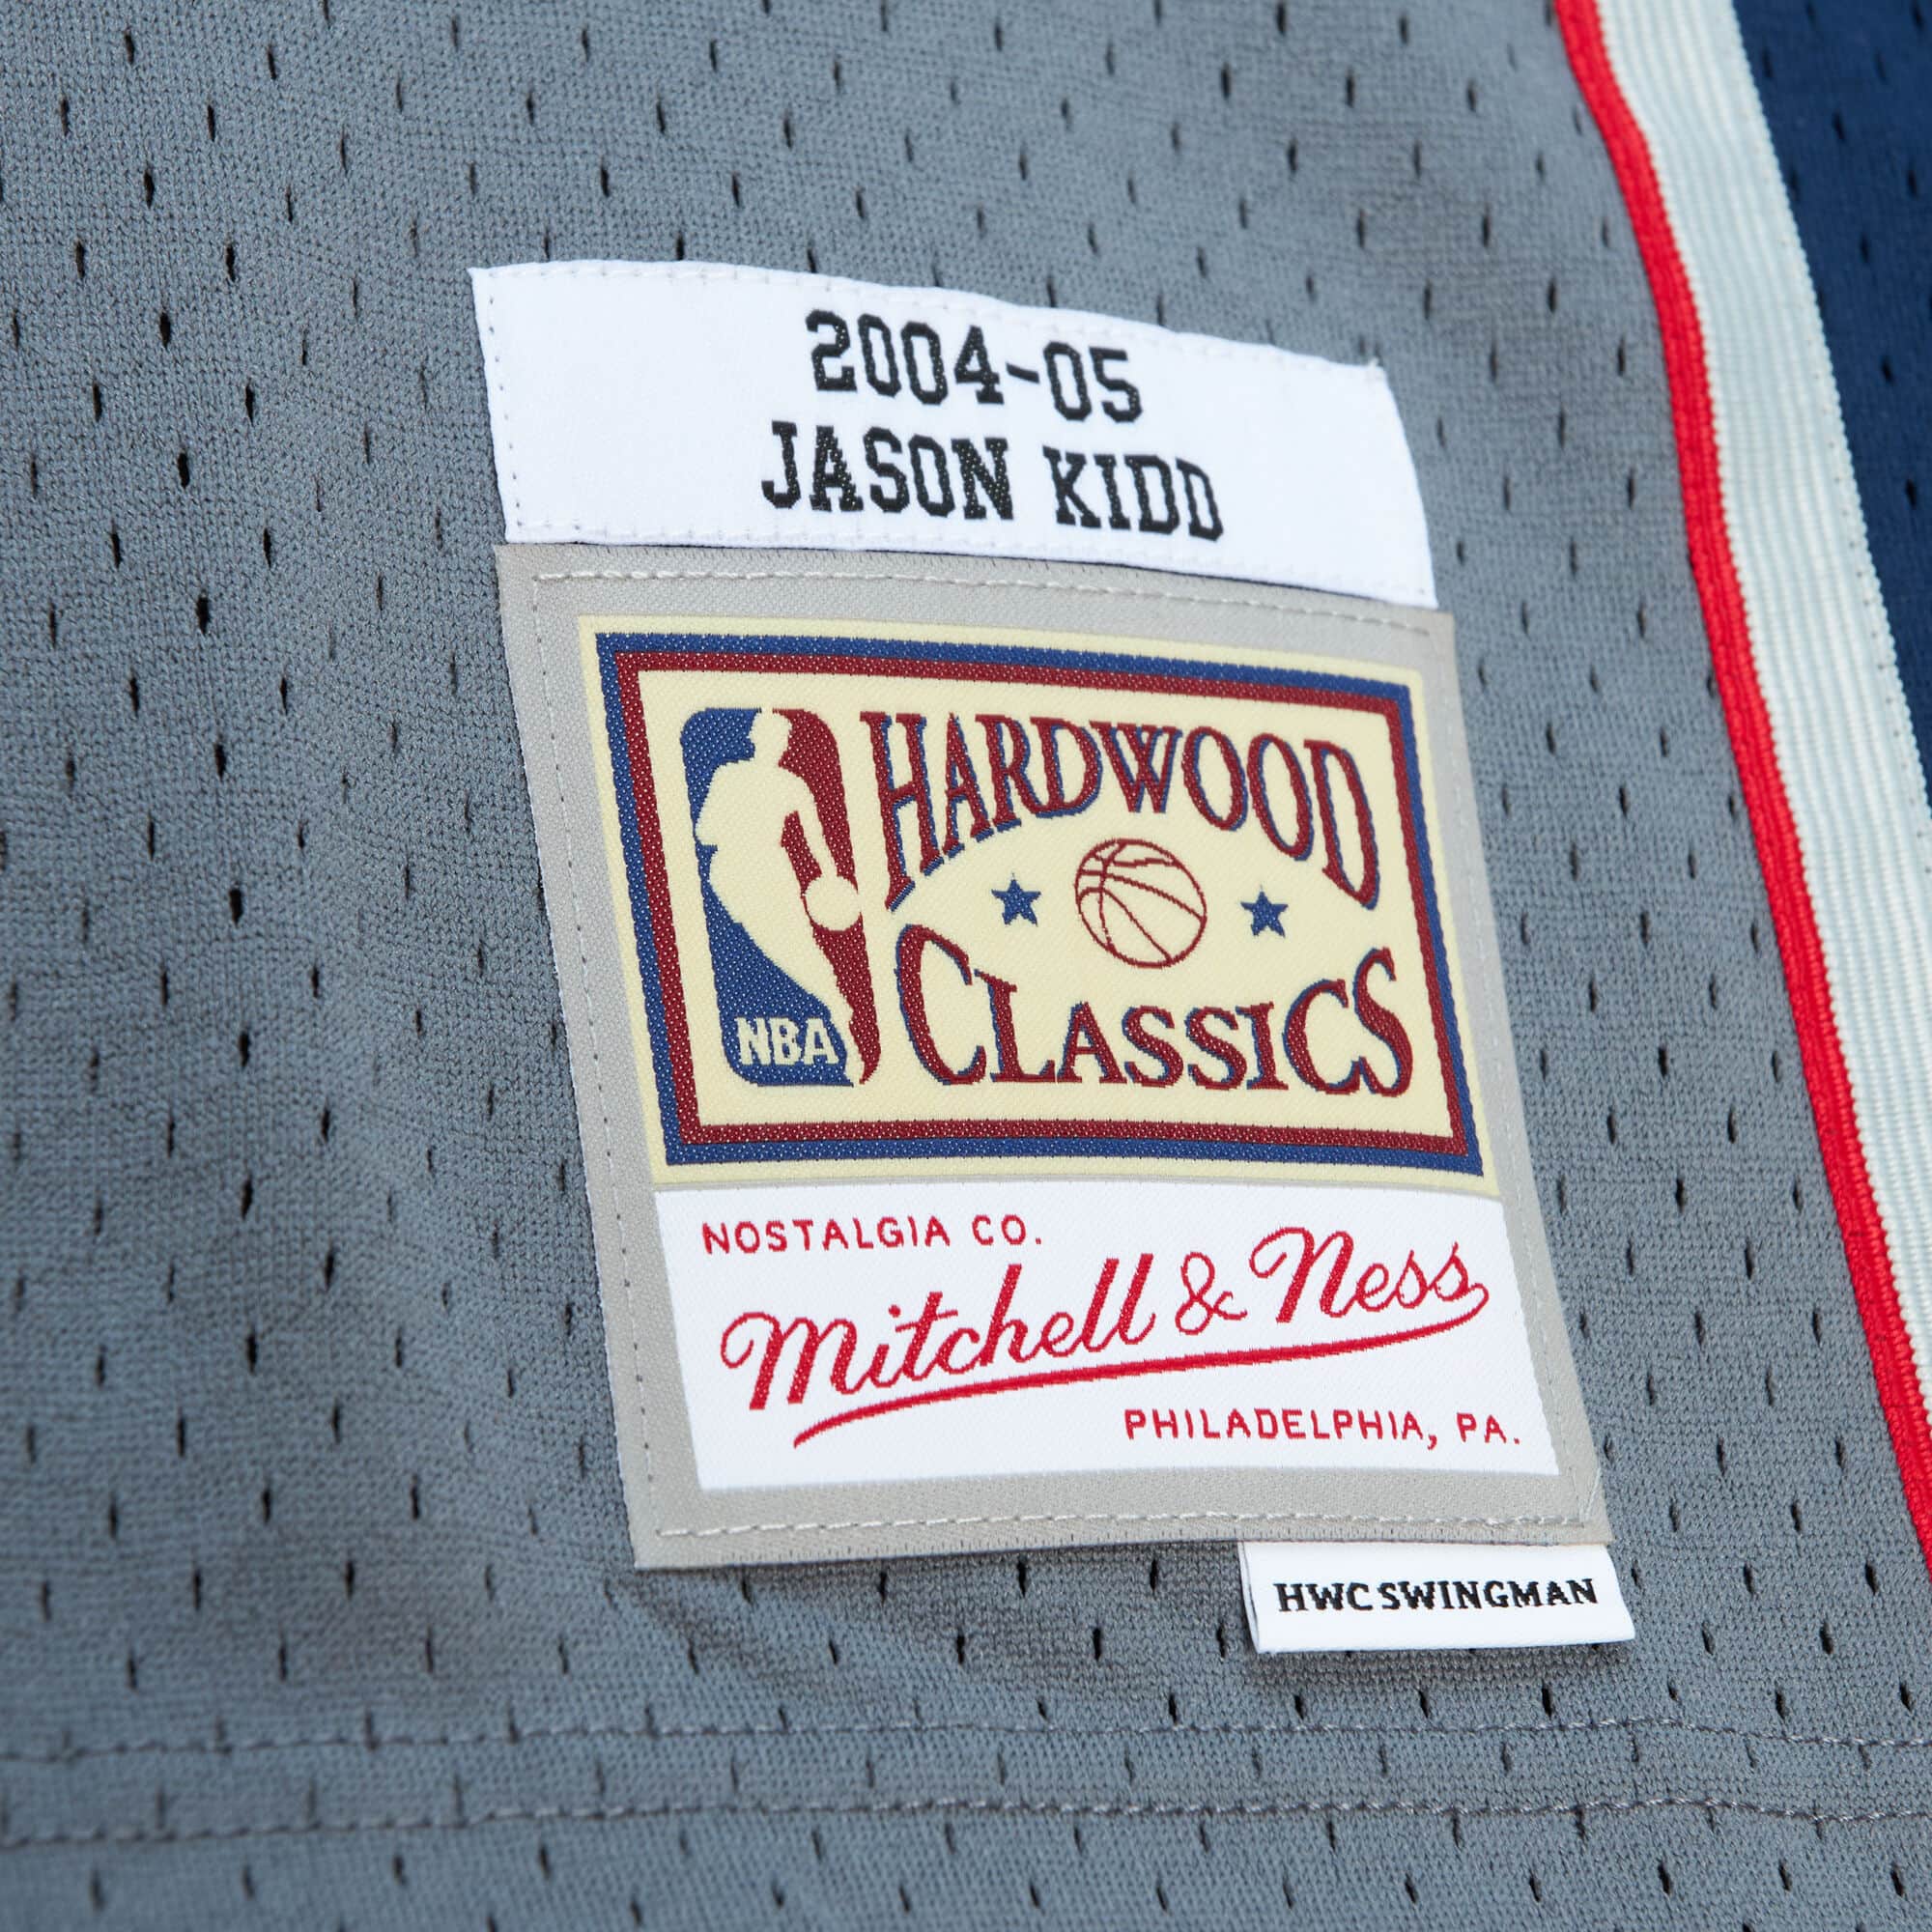 2004-05
JASON KIDD
HARDWOOD
CLASSICS
NBA
NOSTALGIA CO.
Mitchell & Ness
PHILADELPHIA, PA.
HWC SWINGMAN